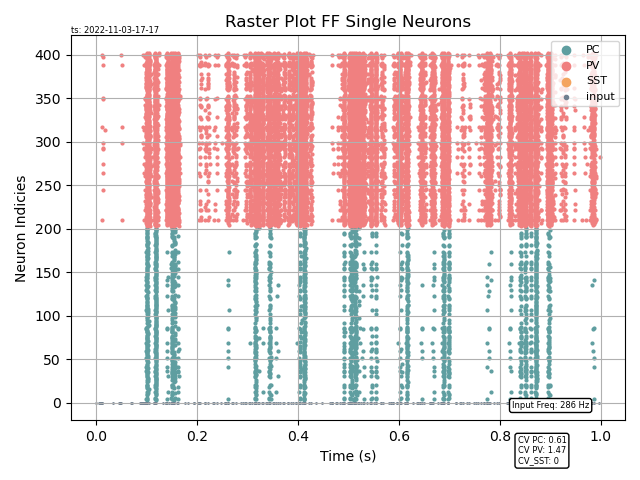 Raster Plot FF Single Neurons
ts: 2022-11-03-17-17
PC
PV
SST
input
400
350
300
250
200
150
100
50
0
Neuron Indicies
Input Freq: 286 Hz
0.0 0.2 0.4 0.6 0.8 1.0
Time (s)
CV PC: 0.61
CV PV: 1.47
CV_SST: 0